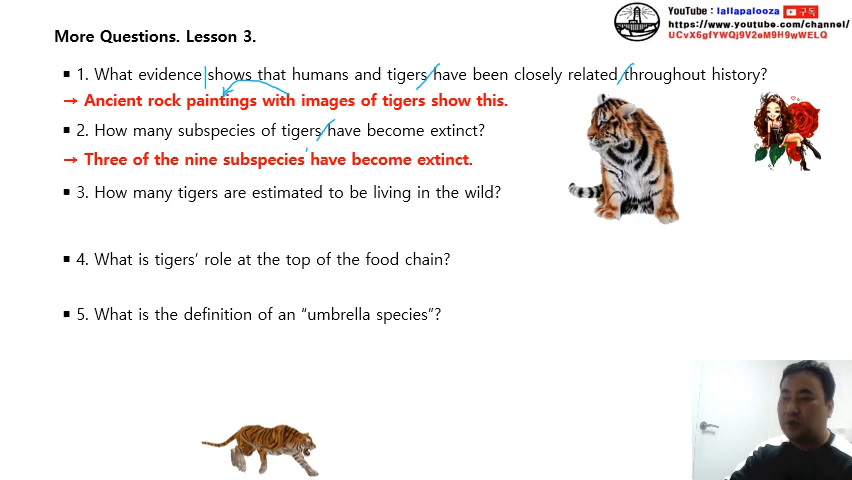 YouTube : lallapalooza 구독
https://www.youtube.com/channel/
UCvX6gfYWQj9V2eM9H9wWELQ
More Questions. Lesson 3.
▪ 1. What evidence shows that humans and tigers have been closely related throughout history?
→ Ancient rock paintings with images of tigers show this.
▪ 2. How many subspecies of tigers have become extinct?
→ Three of the nine subspecies have become extinct.
▪ 3. How many tigers are estimated to be living in the wild?
▪ 4. What is tigers’ role at the top of the food chain?
▪ 5. What is the definition of an “umbrella species”?